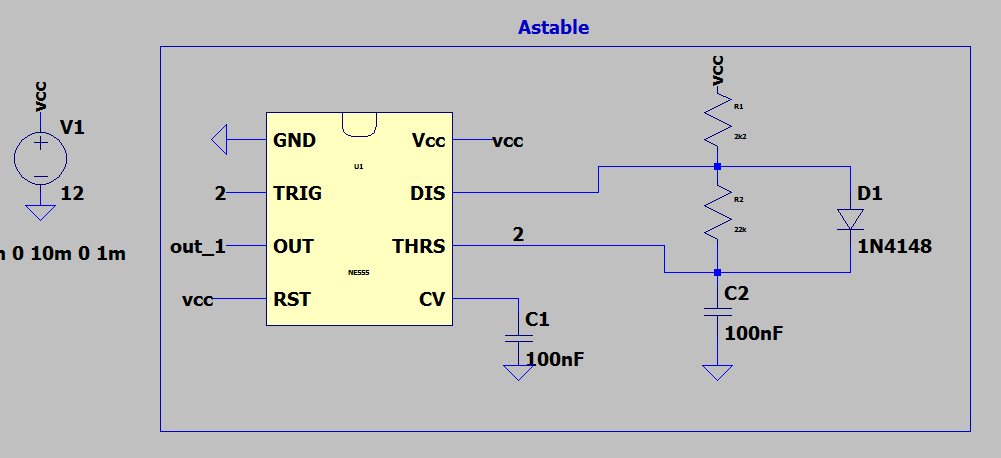 Astable
vcc
V1
12
n 0 10m 0 1m
GND
Vcc
vcc
U1
2
TRIG
DIS
out_1
OUT
THRS
2
NE555
vcc
RST
CV
C1
100nF
vcc
R1
2k2
R2
22k
D1
1N4148
C2
100nF